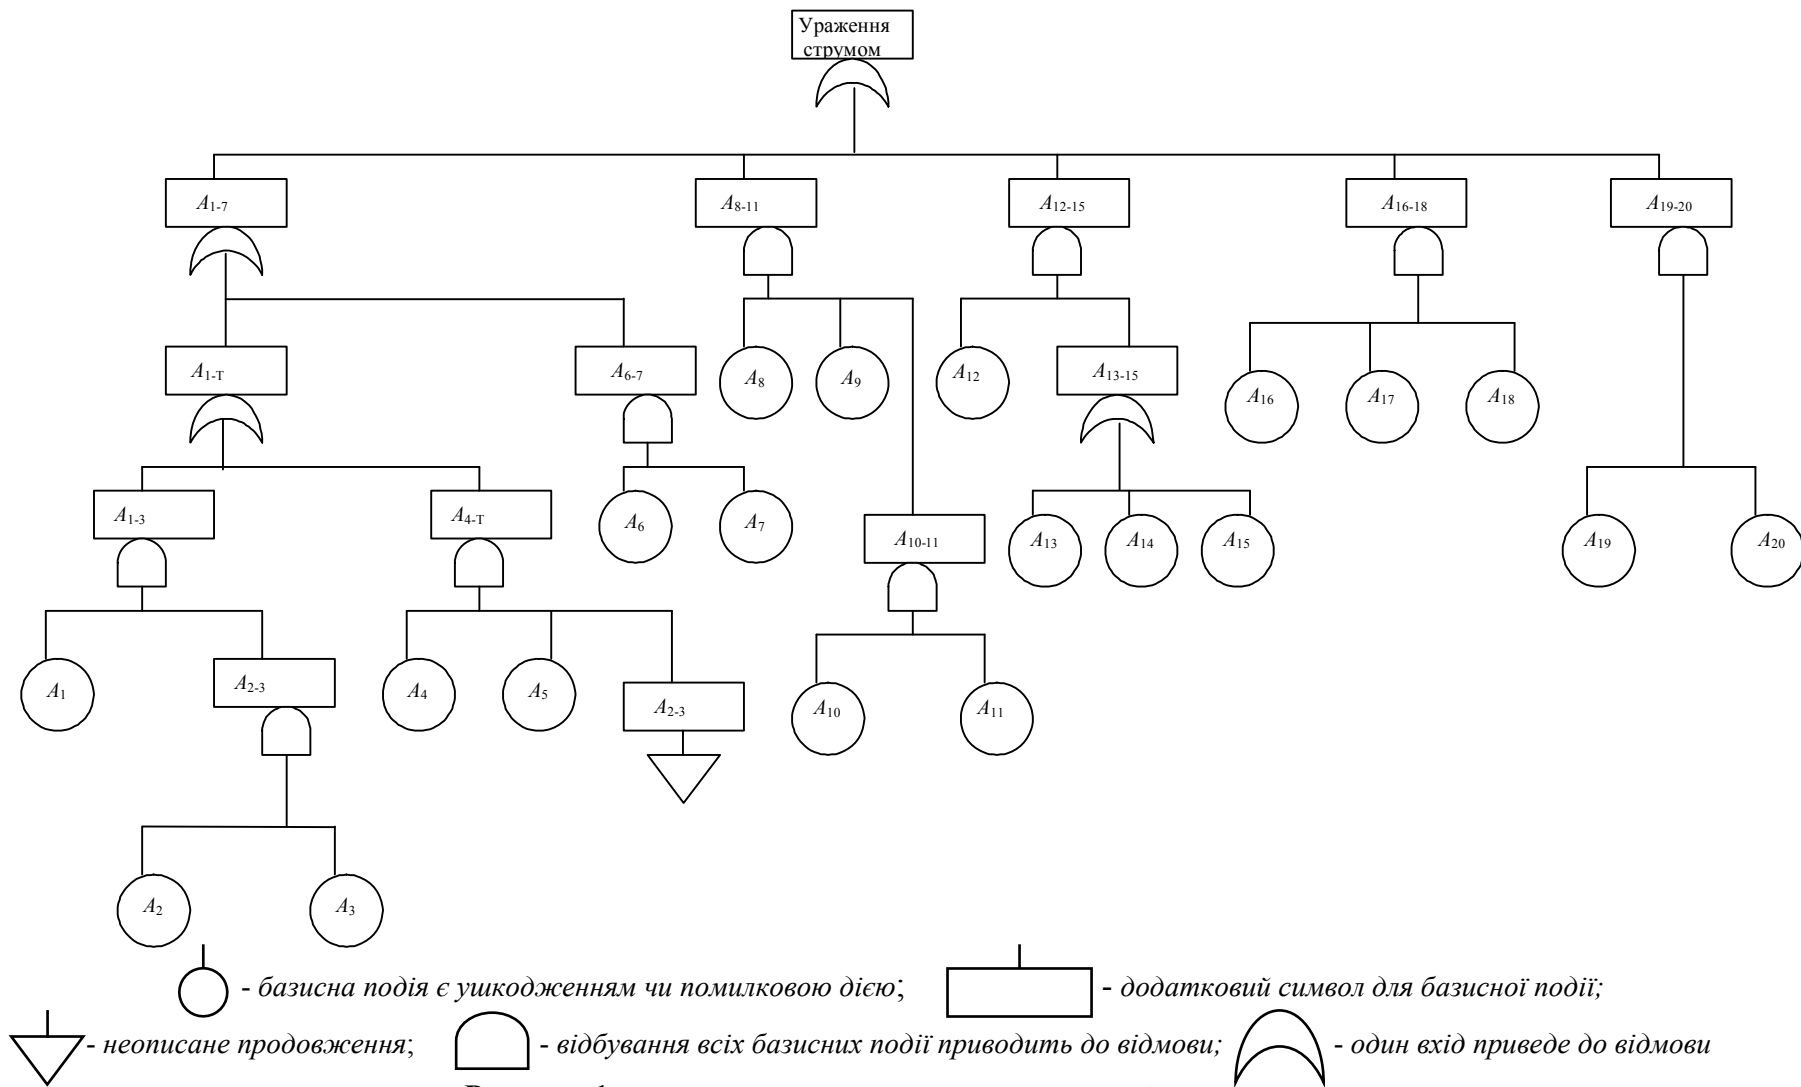 Ураження
струмом
A1-7
A8-11
A12-15
A16-18
A19-20
A1-T
A6-7
A8
A9
A12
A13-15
A16
A17
A18
A1-3
A4-T
A6
A7
A10-11
A13
A14
A15
A19
A20
A1
A2-3
A4
A5
A2-3
A10
A11
A2
A3
- базисна подія є ушкодженням чи помилковою дією;
- додатковий символ для базисної події;
- неописане продовження;
- відбування всіх базисних події приводить до відмови;
- один вхід приведе до відмови